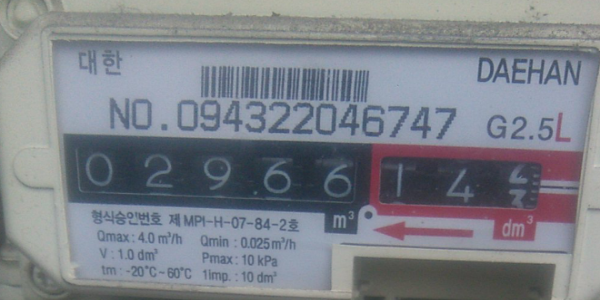 대한
DAEHAN
NO.094322046747
G2.5L
02966 14
m³
dm³
형식승인번호 제 MPI-H-07-84-2호
Qmax : 4.0 m³/h Qmin : 0.025 m³/h
V : 1.0 dm³ Pmax : 10 kPa
tm : -20°C~60°C 1imp. : 10 dm³